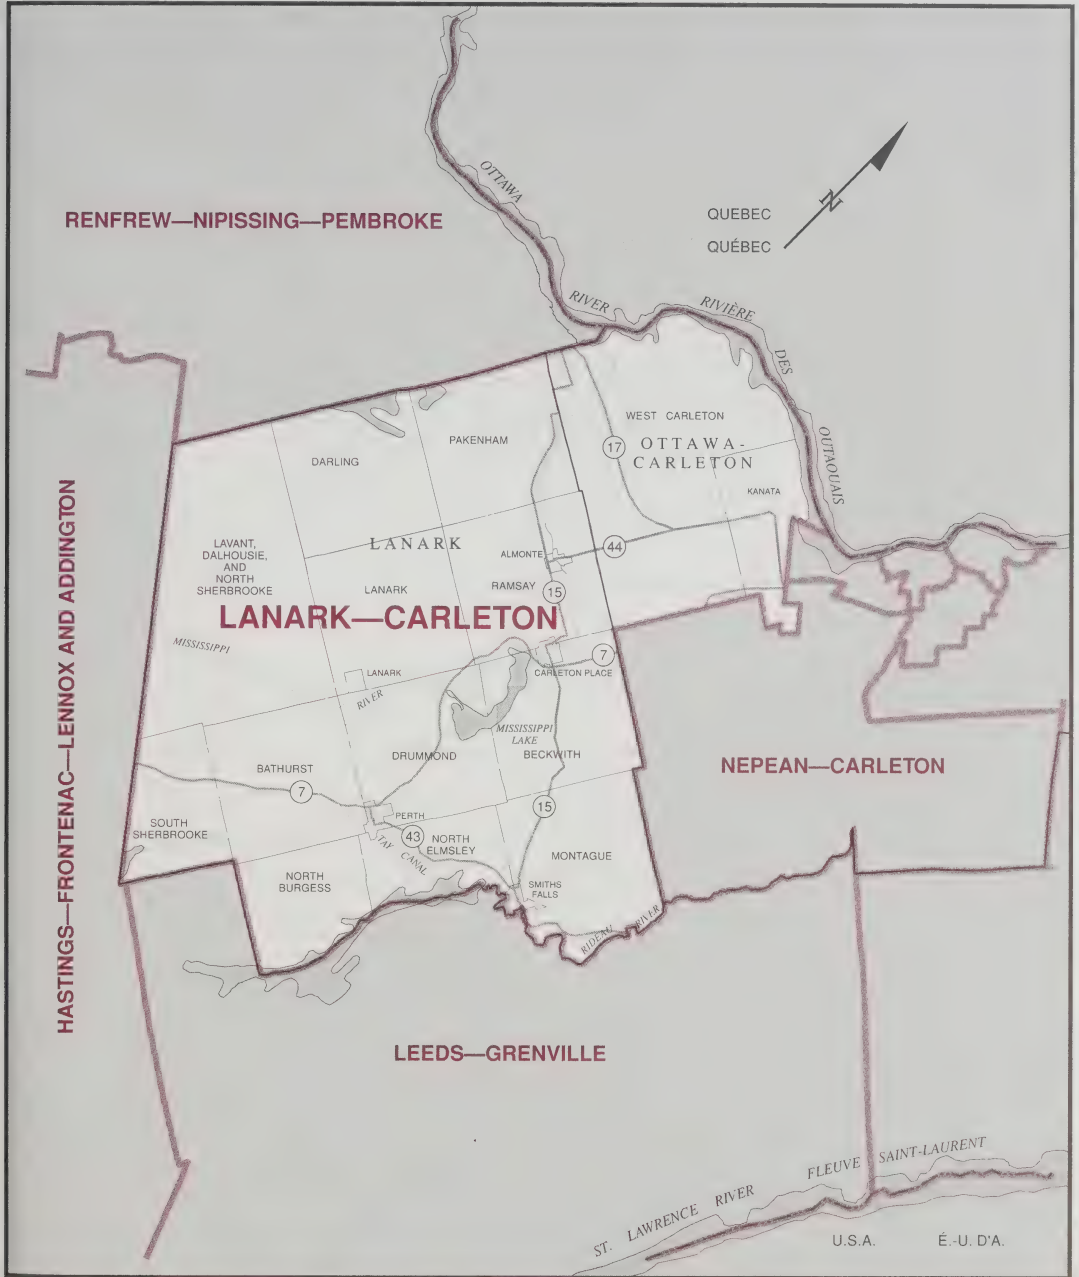 OTTAWA
RENFREW—NIPISSING—PEMBROKE
QUEBEC
QUÉBEC
N
RIVER
RIVIÈRE
DES
OUTAOUAIS
WEST CARLETON
OTTAWA-
CARLETON
17
KANATA
PAKENHAM
DARLING
HASTINGS—FRONTENAC—LENNOX AND ADDINGTON
LAVANT,
DALHOUSIE,
AND
NORTH
SHERBROOKE
LANARK
ALMONTE
44
LANARK
RAMSAY
15
LANARK—CARLETON
MISSISSIPPI
LANARK
RIVER
7
CARLETON PLACE
MISSISSIPPI
LAKE
DRUMMOND
BECKWITH
BATHURST
7
NEPEAN—CARLETON
SOUTH
SHERBROOKE
PERTH
15
43
NORTH
ELMSLEY
TAY CANAL
MONTAGUE
NORTH
BURGESS
SMITHS
FALLS
RIDEAU RIVER
LEEDS—GRENVILLE
ST. LAWRENCE RIVER
FLEUVE SAINT-LAURENT
U.S.A.
É.-U. D'A.